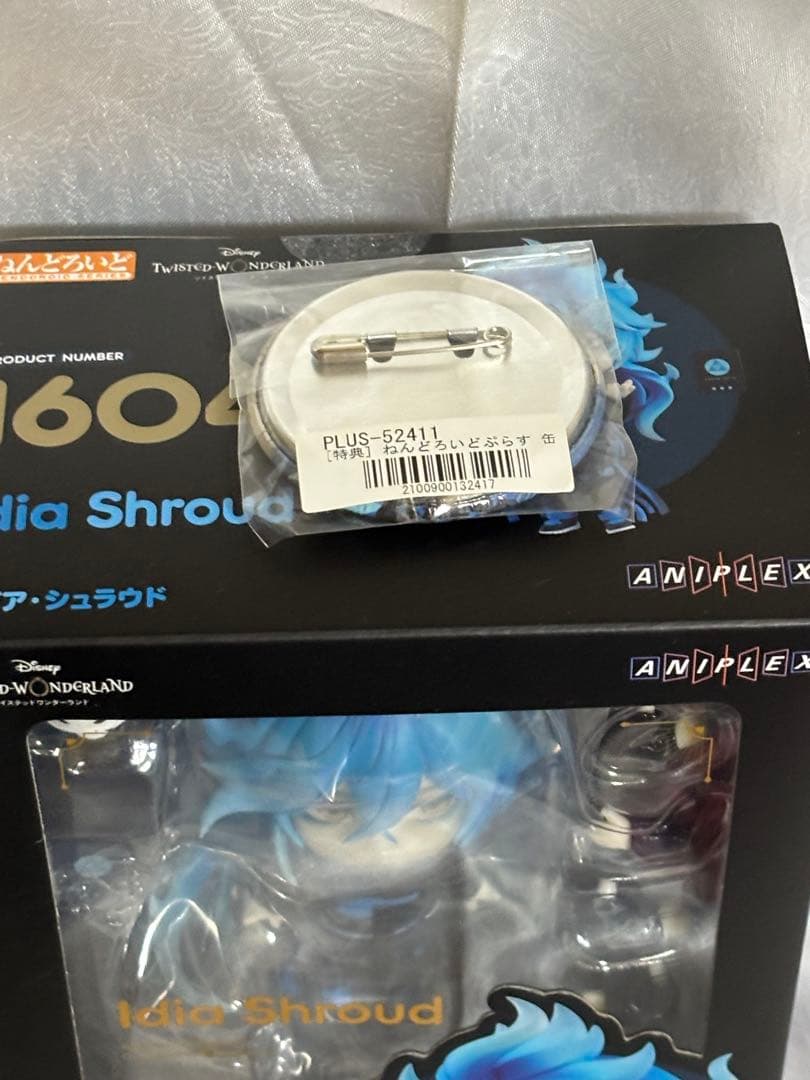 ねんどろいど
Disney
TWISTED-WONDERLAND
PRODUCT NUMBER
1604
PLUS-52411
[特典] ねんどろいどぷらす 缶
2100900132417
dia Shroud
ANIPLEX
ア・シュラウド
Disney
D-WONDERLAND
イステッドワンダーランド
ANIPLEX
Idia Shroud